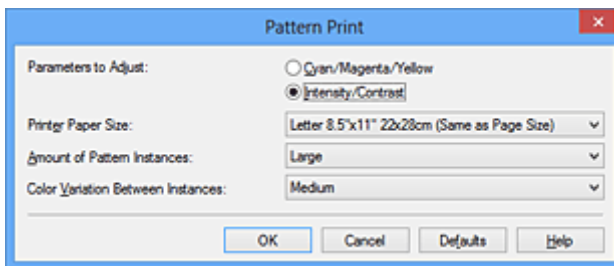 Pattern Print
Parameters to Adjust:
Cyan/Magenta/Yellow
Intensity/Contrast
Printer Paper Size:
Letter 8.5"x11" 22x28cm (Same as Page Size)
Amount of Pattern Instances:
Large
Color Variation Between Instances:
Medium
OK Cancel Defaults Help